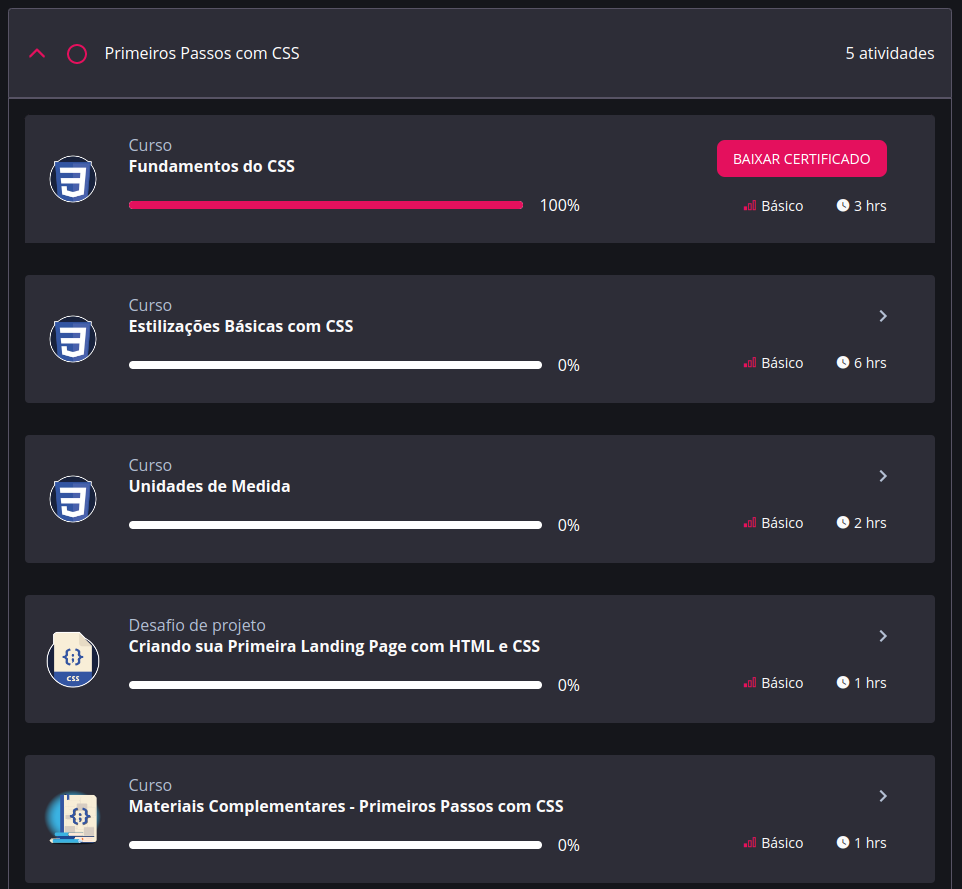 Primeiros Passos com CSS
5 atividades
Curso
Fundamentos do CSS
BAIXAR CERTIFICADO
100%
Básico
3 hrs
Curso
Estilizações Básicas com CSS
0%
Básico
6 hrs
Curso
Unidades de Medida
0%
Básico
2 hrs
Desafio de projeto
Criando sua Primeira Landing Page com HTML e CSS
{;}
CSS
0%
Básico
1 hrs
Curso
Materiais Complementares - Primeiros Passos com CSS
{;}
0%
Básico
1 hrs